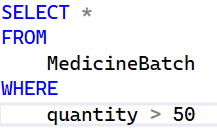 SELECT *
FROM
    MedicineBatch
WHERE
    quantity > 50